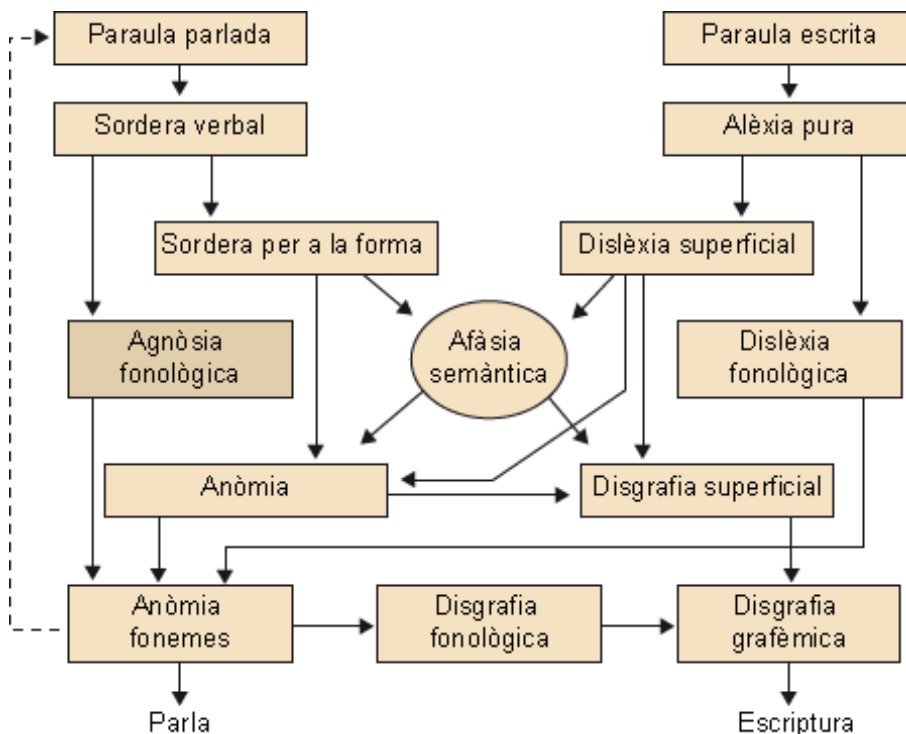 Paraula parlada
Paraula escrita
Sordera verbal
Alèxia pura
Sordera per a la forma
Dislèxia superficial
Agnòsia
fonològica
Afàsia
semàntica
Dislèxia
fonològica
Anòmia
Disgrafia superficial
Anòmia
fonemes
Disgrafia
fonològica
Disgrafia
grafèmica
Parla
Escriptura